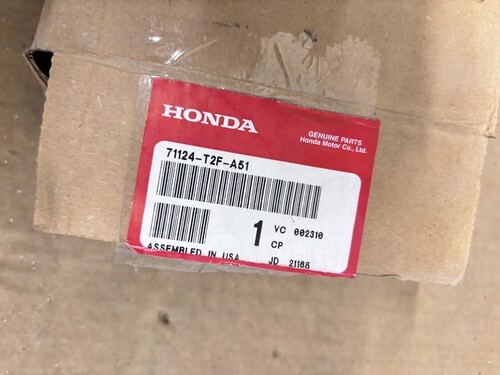 HONDA
GENUINE PARTS
Honda Motor Co., Ltd.
71124-T2F-A51
1
VC 002310
CP
ASSEMBLED IN USA
JD 21168